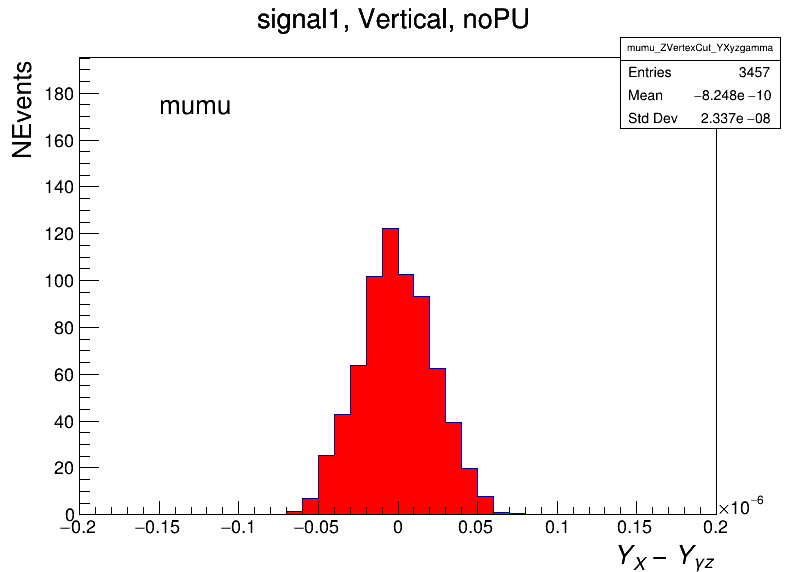 signal1, Vertical, noPU
mumu_ZVertexCut_YXyzgamma
Entries 3457
Mean −8.248e −10
Std Dev 2.337e −08
NEvents
mumu
180
160
140
120
100
80
60
40
20
0
−0.2 −0.15 −0.1 −0.05 0 0.05 0.1 0.15 0.2
×10⁻⁶
Y_X − Y_γz